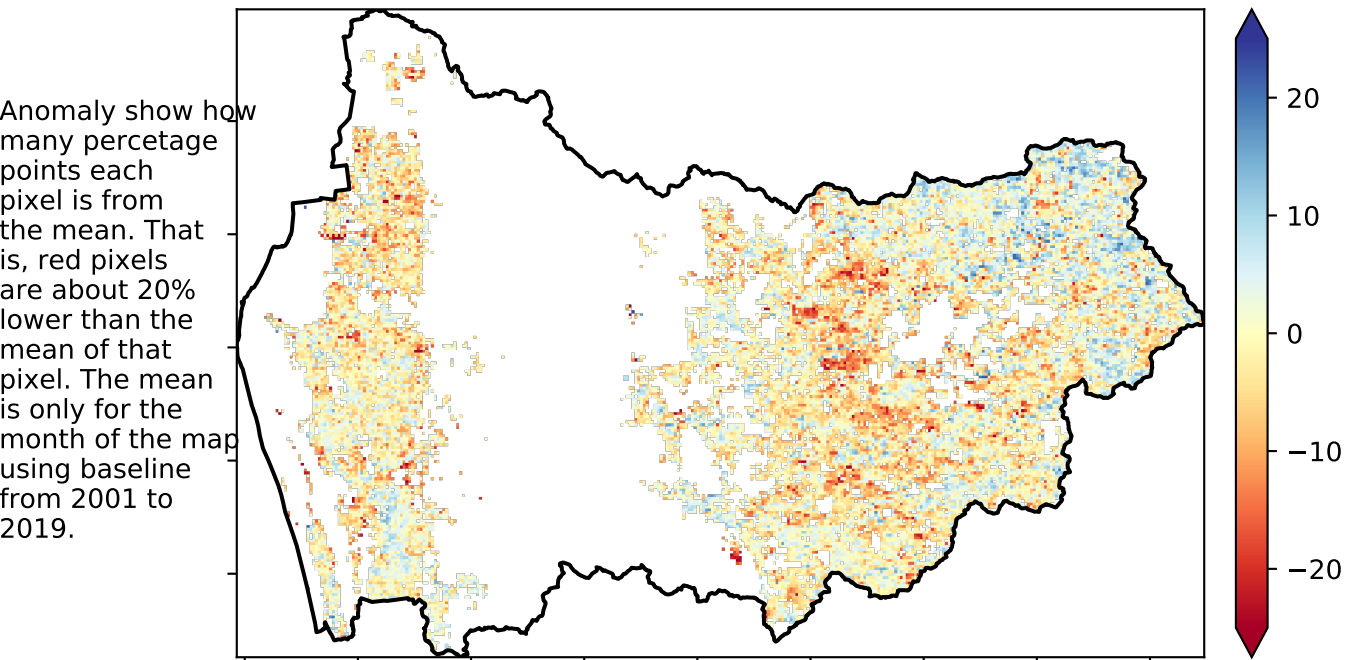 Anomaly show how
many percetage
points each
pixel is from
the mean. That
is, red pixels
are about 20%
lower than the
mean of that
pixel. The mean
is only for the
month of the map
using baseline
from 2001 to
2019.
20
10
0
−10
−20